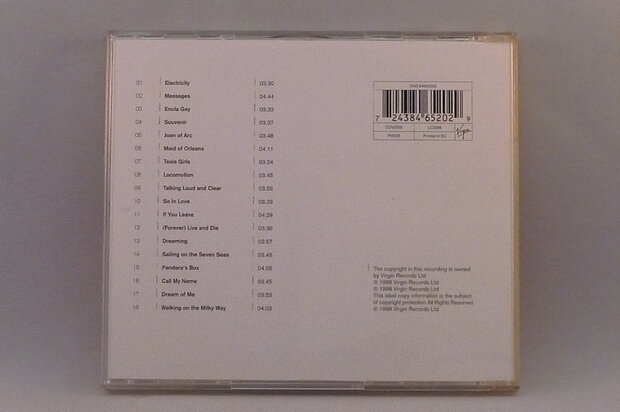 01 Electricity 03.30
02 Messages 04.44
03 Enola Gay 03.33
04 Souvenir 03.37
05 Joan of Arc 03.48
06 Maid of Orleans 04.11
07 Tesla Girls 03.34
08 Locomotion 03.55
09 Talking Loud and Clear 03.55
10 So In Love 03.29
11 If You Leave 04.29
12 (Forever) Live and Die 03.36
13 Dreaming 03.57
14 Sailing on the Seven Seas 03.45
15 Pandora's Box 04.05
16 Call My Name 03.45
17 Dream of Me 03.53
18 Walking on the Milky Way 04.03
7 24384 65202 9
LC3098
Printed in EU
Virgin
The copyright in this recording is owned
by Virgin Records Ltd
℗ 1998 Virgin Records Ltd
© 1998 Virgin Records Ltd
This label copy information is the subject
of copyright protection All Rights Reserved
© 1998 Virgin Records Ltd